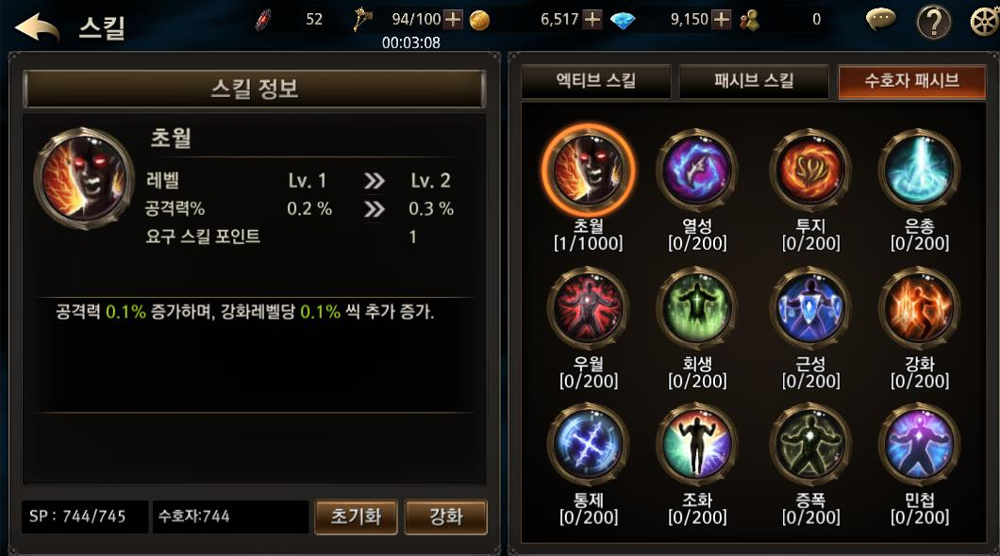 스킬
52
94/100
00:03:08
6,517
9,150
0
스킬 정보
초월
레벨 Lv. 1 Lv. 2
공격력% 0.2 % 0.3 %
요구 스킬 포인트 1
공격력 0.1% 증가하며, 강화레벨당 0.1% 씩 추가 증가.
SP : 744/745
수호자:744
초기화
강화
엑티브 스킬
패시브 스킬
수호자 패시브
초월 열성 투지 은총
[1/1000] [0/200] [0/200] [0/200]
우월 회생 근성 강화
[0/200] [0/200] [0/200] [0/200]
통제 조화 증폭 민첩
[0/200] [0/200] [0/200] [0/200]